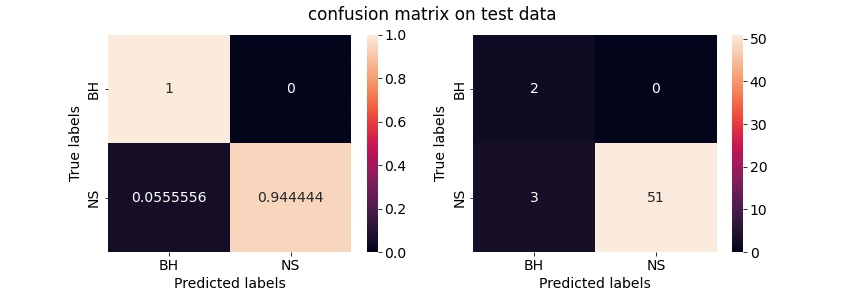 confusion matrix on test data
True labels
BH
NS
1
0
0.0555556
0.944444
BH
NS
Predicted labels
1.0
0.8
0.6
0.4
0.2
0.0
True labels
BH
NS
2
0
3
51
BH
NS
Predicted labels
50
40
30
20
10
0